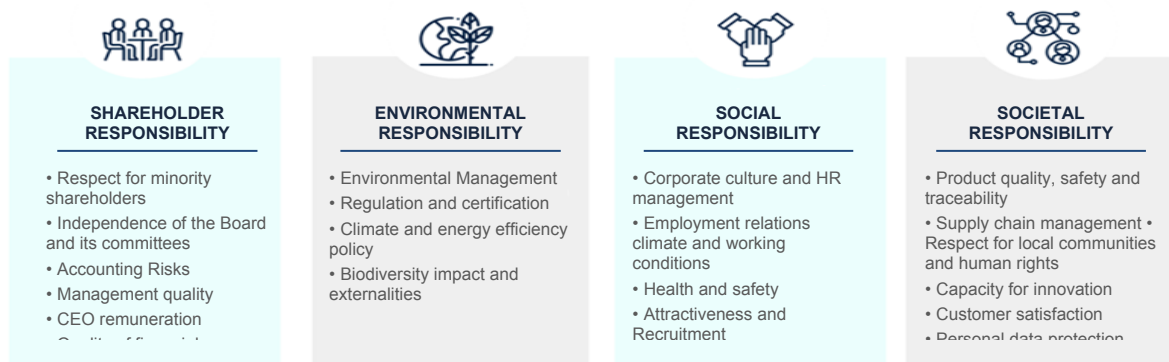 SHAREHOLDER
RESPONSIBILITY
• Respect for minority
shareholders
• Independence of the Board
and its committees
• Accounting Risks
• Management quality
• CEO remuneration
ENVIRONMENTAL
RESPONSIBILITY
• Environmental Management
• Regulation and certification
• Climate and energy efficiency
policy
• Biodiversity impact and
externalities
SOCIAL
RESPONSIBILITY
• Corporate culture and HR
management
• Employment relations
climate and working
conditions
• Health and safety
• Attractiveness and
Recruitment
SOCIETAL
RESPONSIBILITY
• Product quality, safety and
traceability
• Supply chain management •
Respect for local communities
and human rights
• Capacity for innovation
• Customer satisfaction
• Personal data protection